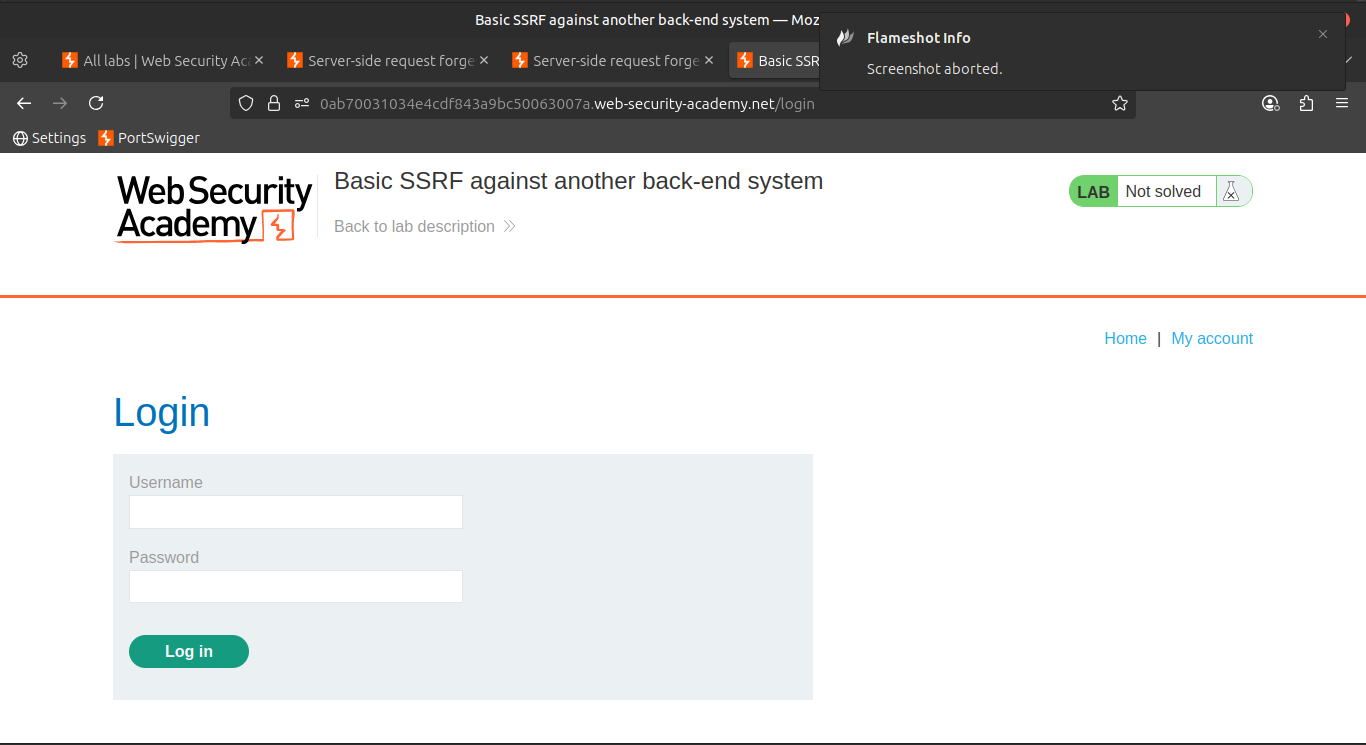 Basic SSRF against another back-end system — Moz
Flameshot Info
Screenshot aborted.
All labs | Web Security Ac
Server-side request forge
Server-side request forge
Basic SSR
0ab70031034e4cdf843a9bc50063007a.web-security-academy.net/login
Settings
PortSwigger
Web Security
Academy
Basic SSRF against another back-end system
Back to lab description
LAB
Not solved
Home | My account
Login
Username
Password
Log in